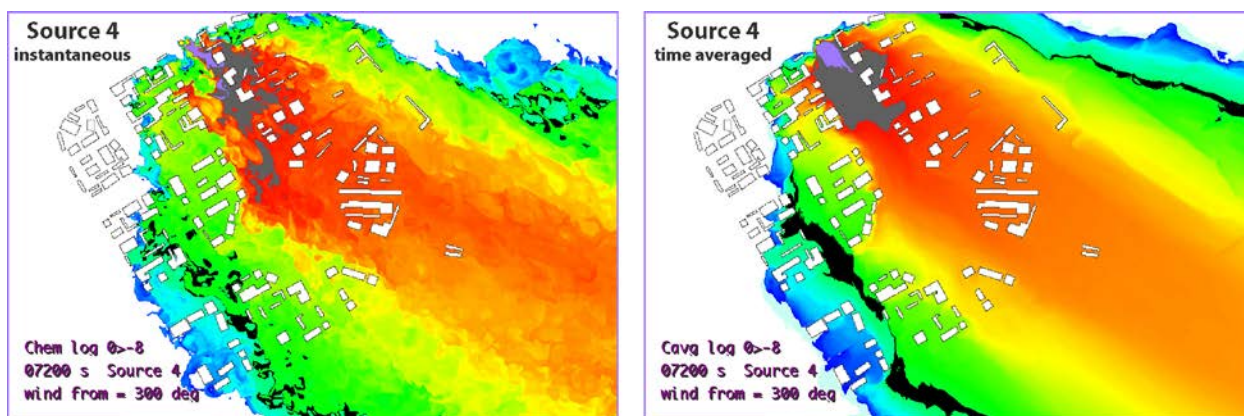 Source 4
instantaneous
Chem log 0>-8
07200 s Source 4
wind from = 300 deg
Source 4
time averaged
Cavg log 0>-8
07200 s Source 4
wind from = 300 deg